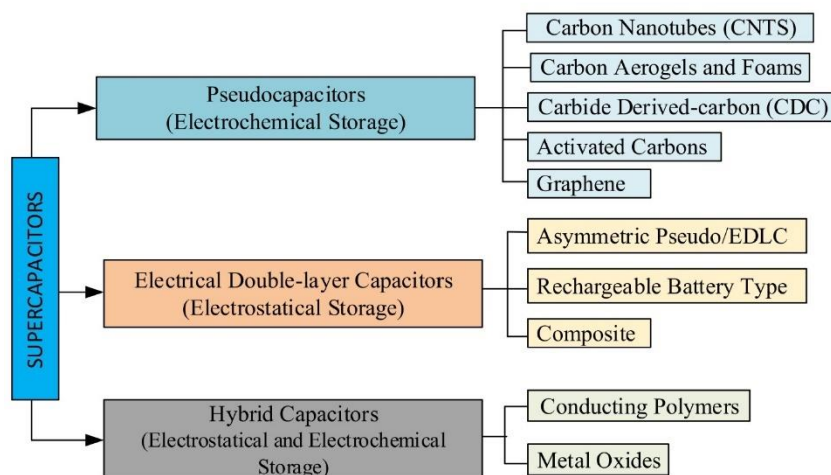 SUPERCAPACITORS
Pseudocapacitors
(Electrochemical Storage)
Carbon Nanotubes (CNTS)
Carbon Aerogels and Foams
Carbide Derived-carbon (CDC)
Activated Carbons
Graphene
Electrical Double-layer Capacitors
(Electrostatical Storage)
Asymmetric Pseudo/EDLC
Rechargeable Battery Type
Composite
Hybrid Capacitors
(Electrostatical and Electrochemical
Storage)
Conducting Polymers
Metal Oxides